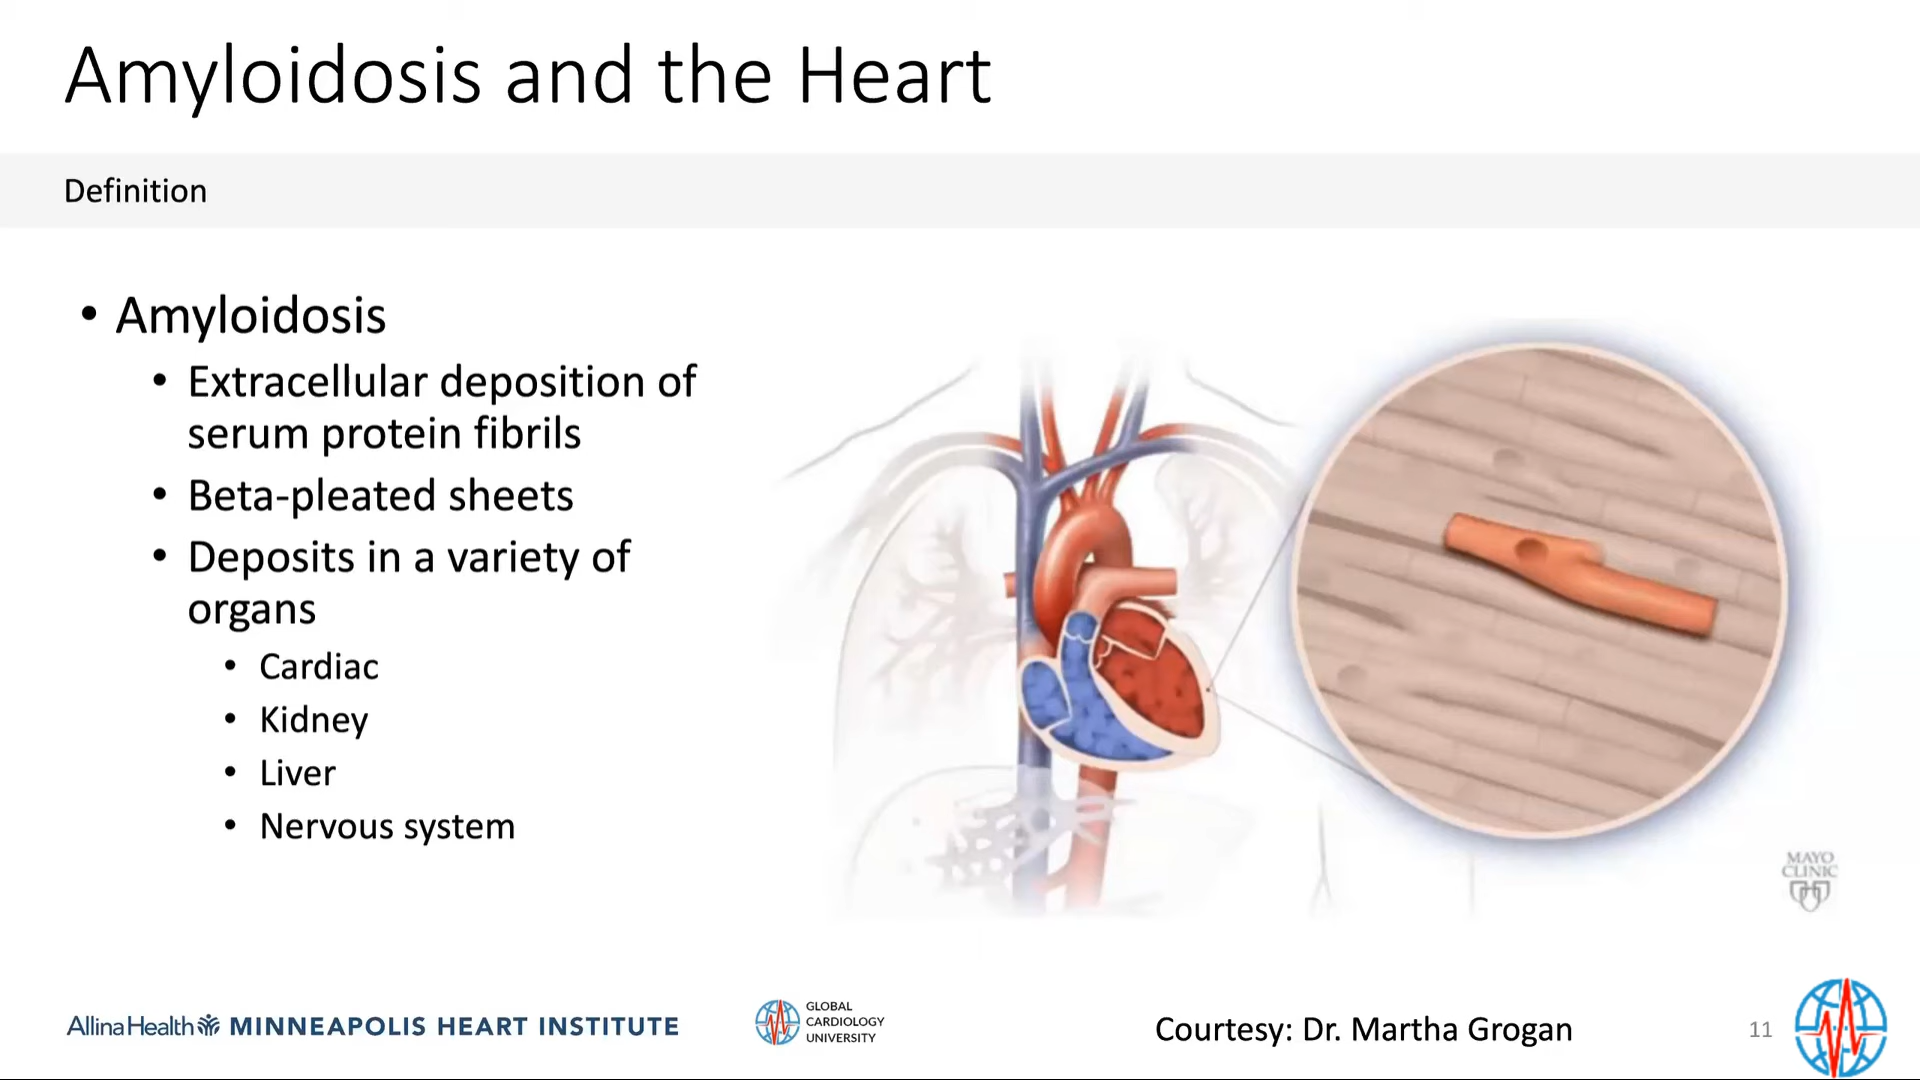 Amyloidosis and the Heart
Definition
• Amyloidosis
• Extracellular deposition of
serum protein fibrils
• Beta-pleated sheets
• Deposits in a variety of
organs
• Cardiac
• Kidney
• Liver
• Nervous system
MAYO
CLINIC
Allina Health MINNEAPOLIS HEART INSTITUTE
GLOBAL
CARDIOLOGY
UNIVERSITY
Courtesy: Dr. Martha Grogan
11